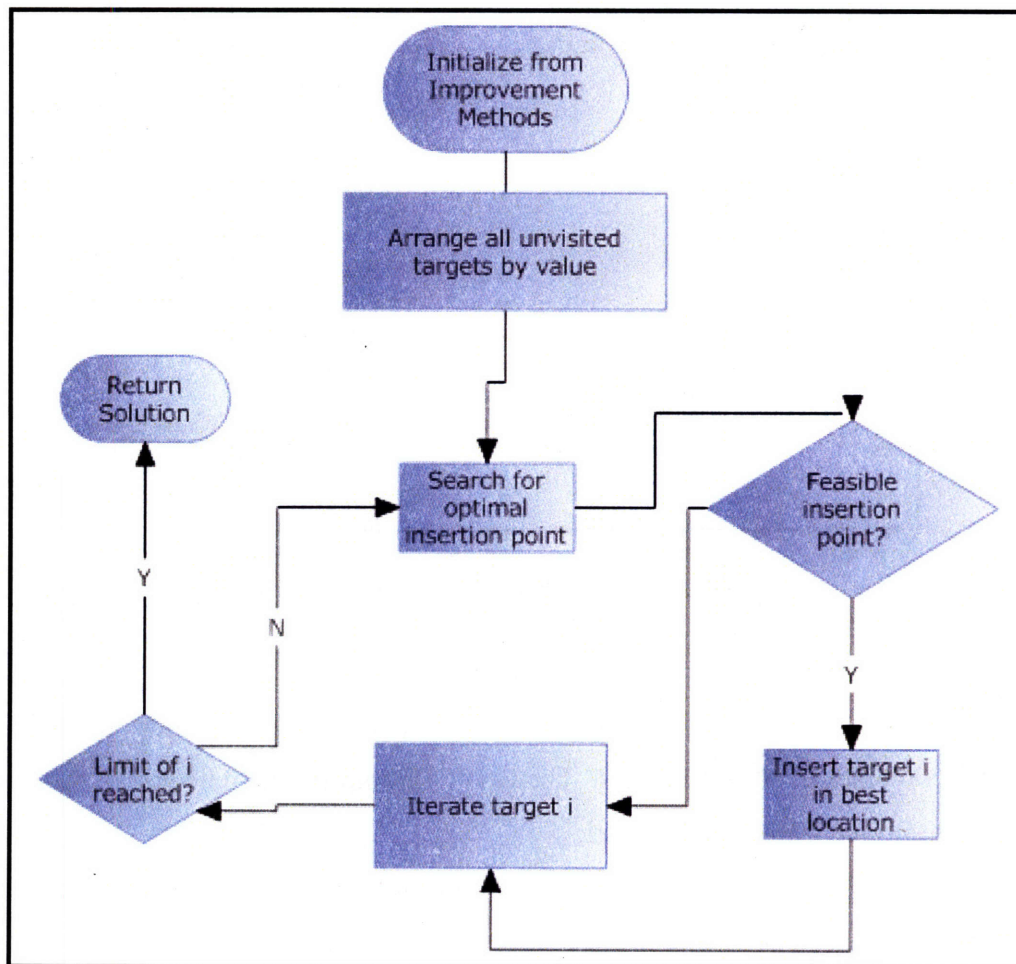 Initialize from
Improvement
Methods
Arrange all unvisited
targets by value
Return
Solution
Search for
optimal
insertion point
Feasible
insertion
point?
Y
N
Y
Limit of i
reached?
Iterate target i
Insert target i
in best
location